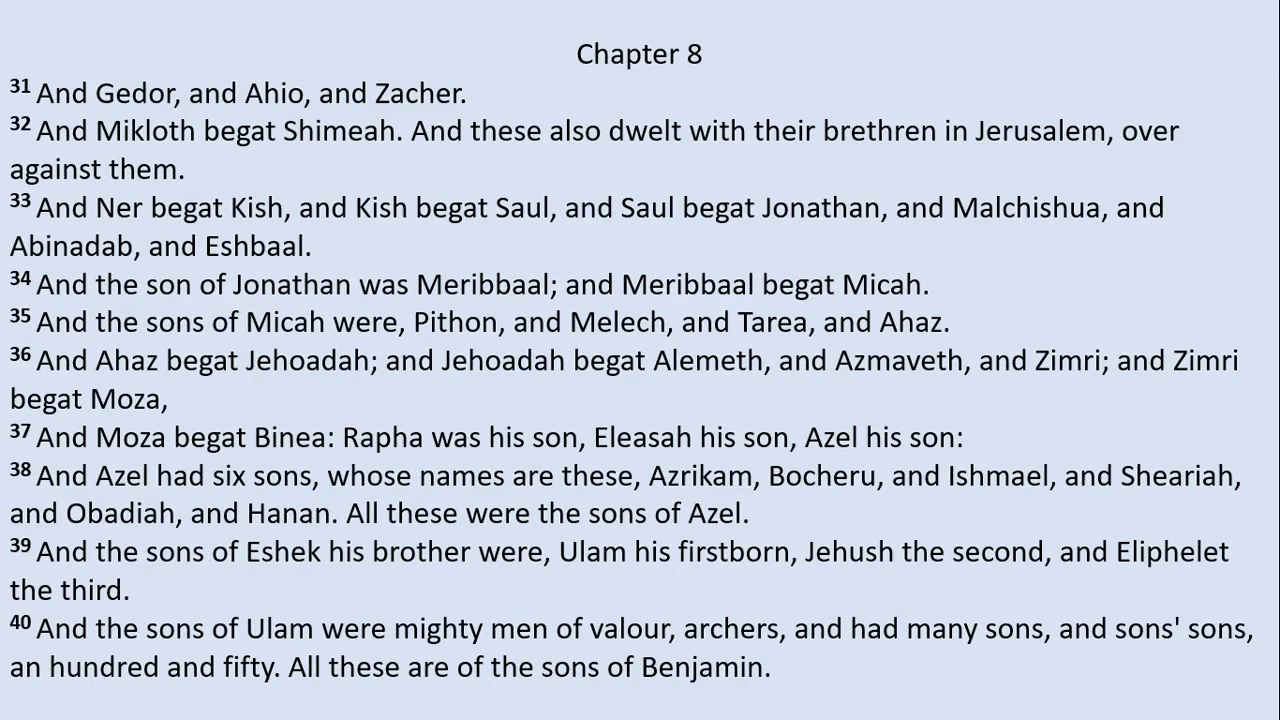 Chapter 8
31 And Gedor, and Ahio, and Zacher.
32 And Mikloth begat Shimeah. And these also dwelt with their brethren in Jerusalem, over
against them.
33 And Ner begat Kish, and Kish begat Saul, and Saul begat Jonathan, and Malchishua, and
Abinadab, and Eshbaal.
34 And the son of Jonathan was Meribbaal; and Meribbaal begat Micah.
35 And the sons of Micah were, Pithon, and Melech, and Tarea, and Ahaz.
36 And Ahaz begat Jehoadah; and Jehoadah begat Alemeth, and Azmaveth, and Zimri; and Zimri
begat Moza,
37 And Moza begat Binea: Rapha was his son, Eleasah his son, Azel his son:
38 And Azel had six sons, whose names are these, Azrikam, Bocheru, and Ishmael, and Sheariah,
and Obadiah, and Hanan. All these were the sons of Azel.
39 And the sons of Eshek his brother were, Ulam his firstborn, Jehush the second, and Eliphelet
the third.
40 And the sons of Ulam were mighty men of valour, archers, and had many sons, and sons' sons,
an hundred and fifty. All these are of the sons of Benjamin.